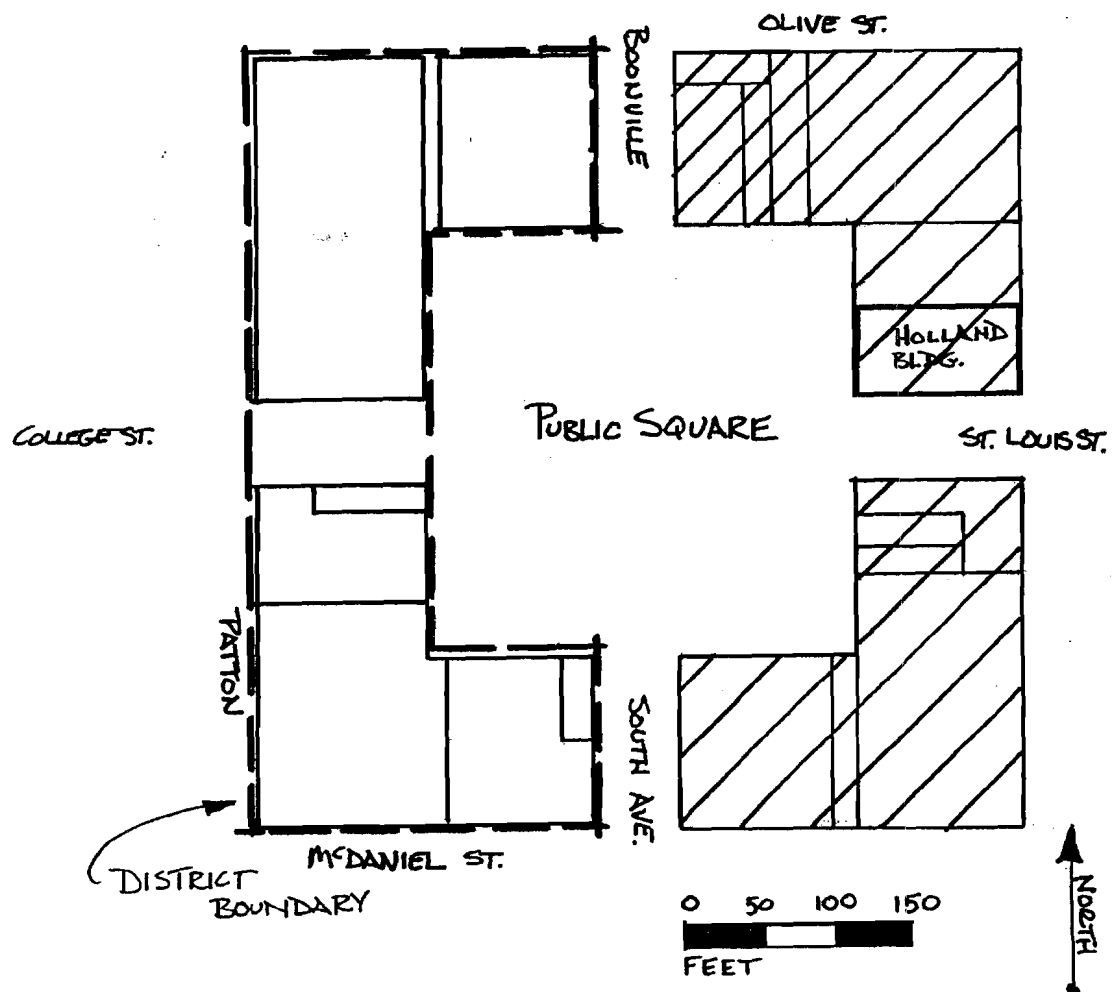 OLIVE ST.
BOONVILLE
HOLLAND
BLDG.
PUBLIC SQUARE
COLLEGE ST.
ST. LOUIS ST.
PATTON
SOUTH AVE.
McDANIEL ST.
DISTRICT
BOUNDARY
0 50 100 150
FEET
NORTH